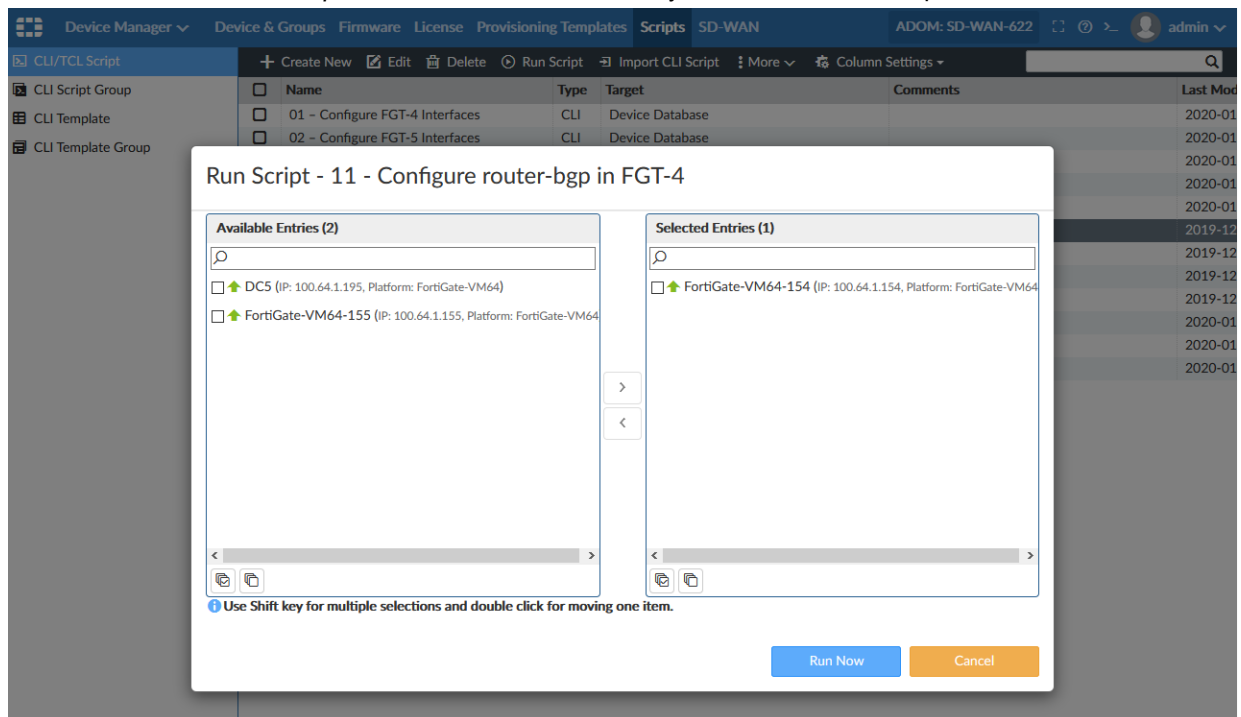 Device Manager Device & Groups Firmware License Provisioning Templates Scripts SD-WAN ADOM: SD-WAN-622 admin
CLI/TCL Script Create New Edit Delete Run Script Import CLI Script More Column Settings
CLI Script Group Name Type Target Comments Last Mod
CLI Template 01 – Configure FGT-4 Interfaces CLI Device Database 2020-01
02 – Configure FGT-5 Interfaces CLI Device Database 2020-01
CLI Template Group
2020-01
Run Script - 11 - Configure router-bgp in FGT-4
2020-01
2020-01
Available Entries (2) Selected Entries (1) 2019-12
2019-12
2019-12
DC5 (IP: 100.64.1.195, Platform: FortiGate-VM64) FortiGate-VM64-154 (IP: 100.64.1.154, Platform: FortiGate-VM64
2019-12
FortiGate-VM64-155 (IP: 100.64.1.155, Platform: FortiGate-VM64 2020-01
2020-01
2020-01
Use Shift key for multiple selections and double click for moving one item.
Run Now Cancel